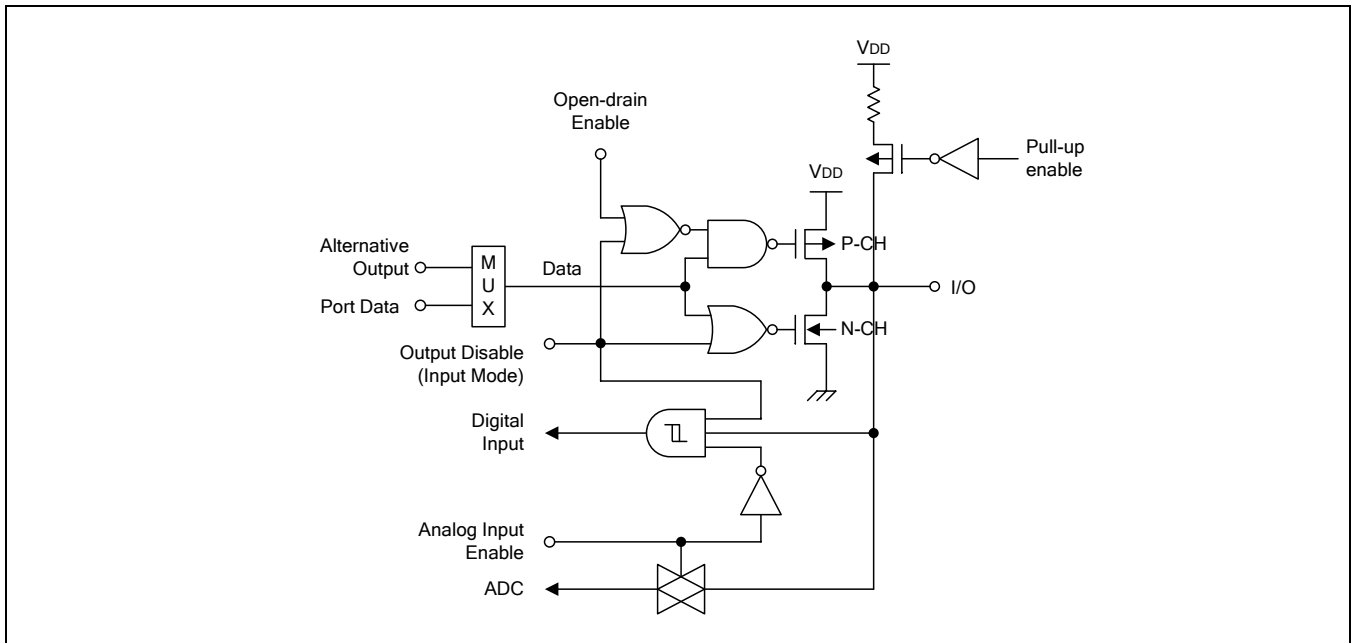 VDD
Open-drain
Enable
Pull-up
enable
VDD
P-CH
Alternative
Output
M
U
X
Data
Port Data
I/O
N-CH
Output Disable
(Input Mode)
Digital
Input
Analog Input
Enable
ADC